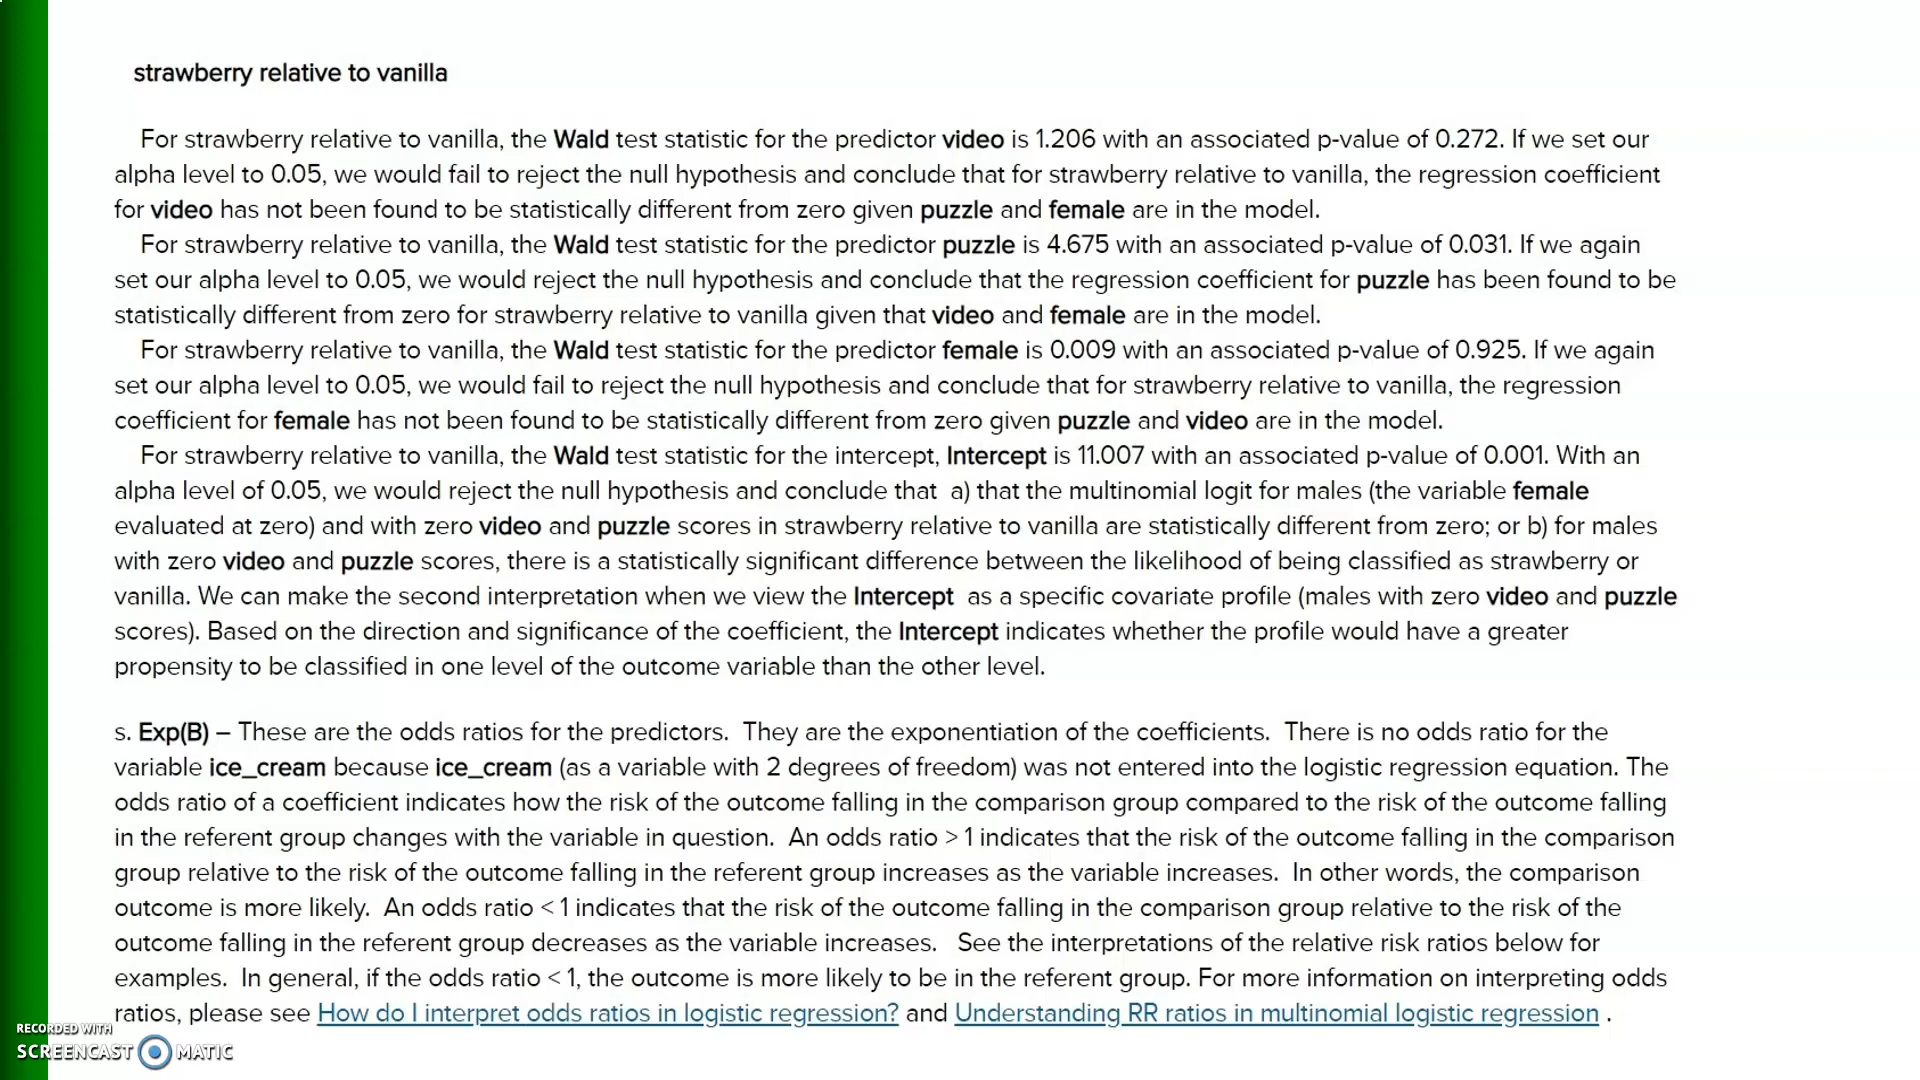 strawberry relative to vanilla
For strawberry relative to vanilla, the Wald test statistic for the predictor video is 1.206 with an associated p-value of 0.272. If we set our
alpha level to 0.05, we would fail to reject the null hypothesis and conclude that for strawberry relative to vanilla, the regression coefficient
for video has not been found to be statistically different from zero given puzzle and female are in the model.
For strawberry relative to vanilla, the Wald test statistic for the predictor puzzle is 4.675 with an associated p-value of 0.031. If we again
set our alpha level to 0.05, we would reject the null hypothesis and conclude that the regression coefficient for puzzle has been found to be
statistically different from zero for strawberry relative to vanilla given that video and female are in the model.
For strawberry relative to vanilla, the Wald test statistic for the predictor female is 0.009 with an associated p-value of 0.925. If we again
set our alpha level to 0.05, we would fail to reject the null hypothesis and conclude that for strawberry relative to vanilla, the regression
coefficient for female has not been found to be statistically different from zero given puzzle and video are in the model.
For strawberry relative to vanilla, the Wald test statistic for the intercept, Intercept is 11.007 with an associated p-value of 0.001. With an
alpha level of 0.05, we would reject the null hypothesis and conclude that a) that the multinomial logit for males (the variable female
evaluated at zero) and with zero video and puzzle scores in strawberry relative to vanilla are statistically different from zero; or b) for males
with zero video and puzzle scores, there is a statistically significant difference between the likelihood of being classified as strawberry or
vanilla. We can make the second interpretation when we view the Intercept as a specific covariate profile (males with zero video and puzzle
scores). Based on the direction and significance of the coefficient, the Intercept indicates whether the profile would have a greater
propensity to be classified in one level of the outcome variable than the other level.
s. Exp(B) – These are the odds ratios for the predictors. They are the exponentiation of the coefficients. There is no odds ratio for the
variable ice_cream because ice_cream (as a variable with 2 degrees of freedom) was not entered into the logistic regression equation. The
odds ratio of a coefficient indicates how the risk of the outcome falling in the comparison group compared to the risk of the outcome falling
in the referent group changes with the variable in question. An odds ratio > 1 indicates that the risk of the outcome falling in the comparison
group relative to the risk of the outcome falling in the referent group increases as the variable increases. In other words, the comparison
outcome is more likely. An odds ratio < 1 indicates that the risk of the outcome falling in the comparison group relative to the risk of the
outcome falling in the referent group decreases as the variable increases. See the interpretations of the relative risk ratios below for
examples. In general, if the odds ratio < 1, the outcome is more likely to be in the referent group. For more information on interpreting odds
ratios, please see How do I interpret odds ratios in logistic regression? and Understanding RR ratios in multinomial logistic regression .
RECORDED WITH
SCREENCAST MATIC